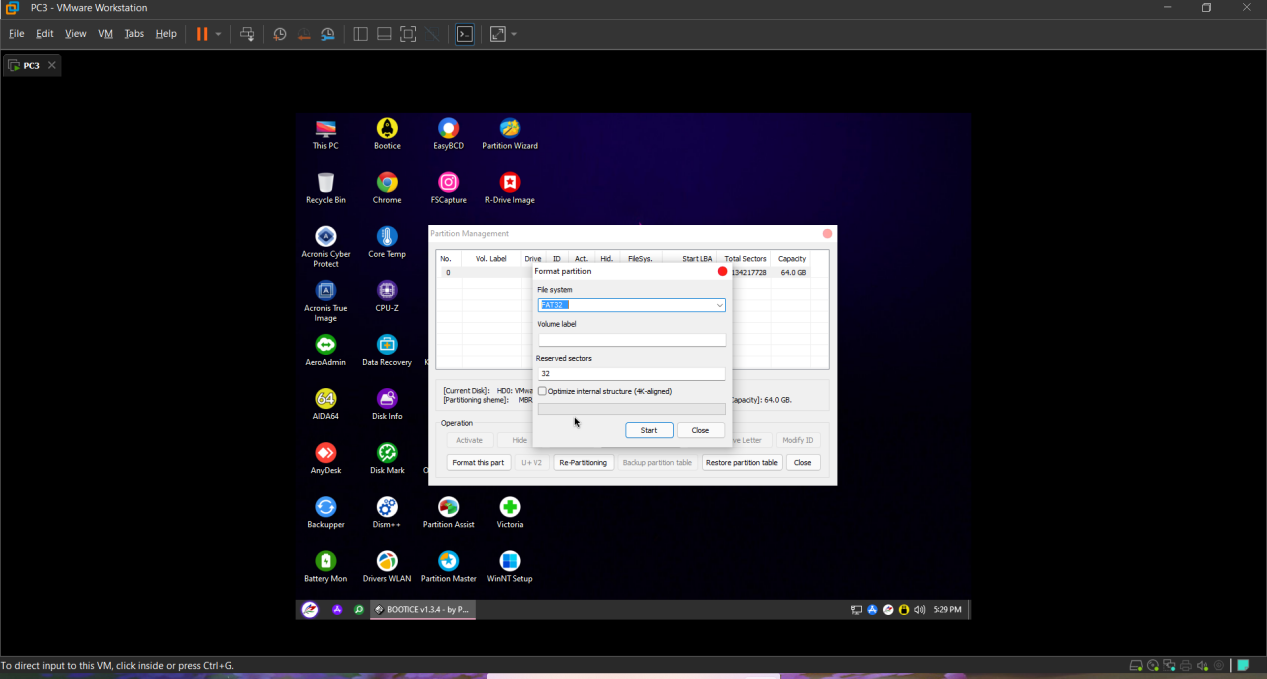 PC3 - VMware Workstation
File Edit View VM Tabs Help
PC3
This PC
Bootice
EasyBCD
Partition Wizard
Recycle Bin
Chrome
FSCapture
R-Drive Image
Acronis Cyber
Protect
Core Temp
Acronis True
Image
CPU-Z
AeroAdmin
Data Recovery
K
64
AIDA64
Disk Info
AnyDesk
Disk Mark
O
Backupper
Dism++
Partition Assist
Victoria
Battery Mon
Drivers WLAN
Partition Master
WinNT Setup
Partition Management
No. Vol. Label Drive ID Act. Hid. FileSys. Start LBA Total Sectors Capacity
0 134217728 64.0 GB
Format partition
File system
FAT32
Volume label
Reserved sectors
32
Optimize internal structure (4K-aligned)
Start Close
[Current Disk]: HD0: VMwa
[Partitioning sheme]: MBR
Capacity]: 64.0 GB.
Operation
Activate Hide ve Letter Modify ID
Format this part U+ V2 Re-Partitioning Backup partition table Restore partition table Close
BOOTICE v1.3.4 - by P...
5:29 PM
To direct input to this VM, click inside or press Ctrl+G.